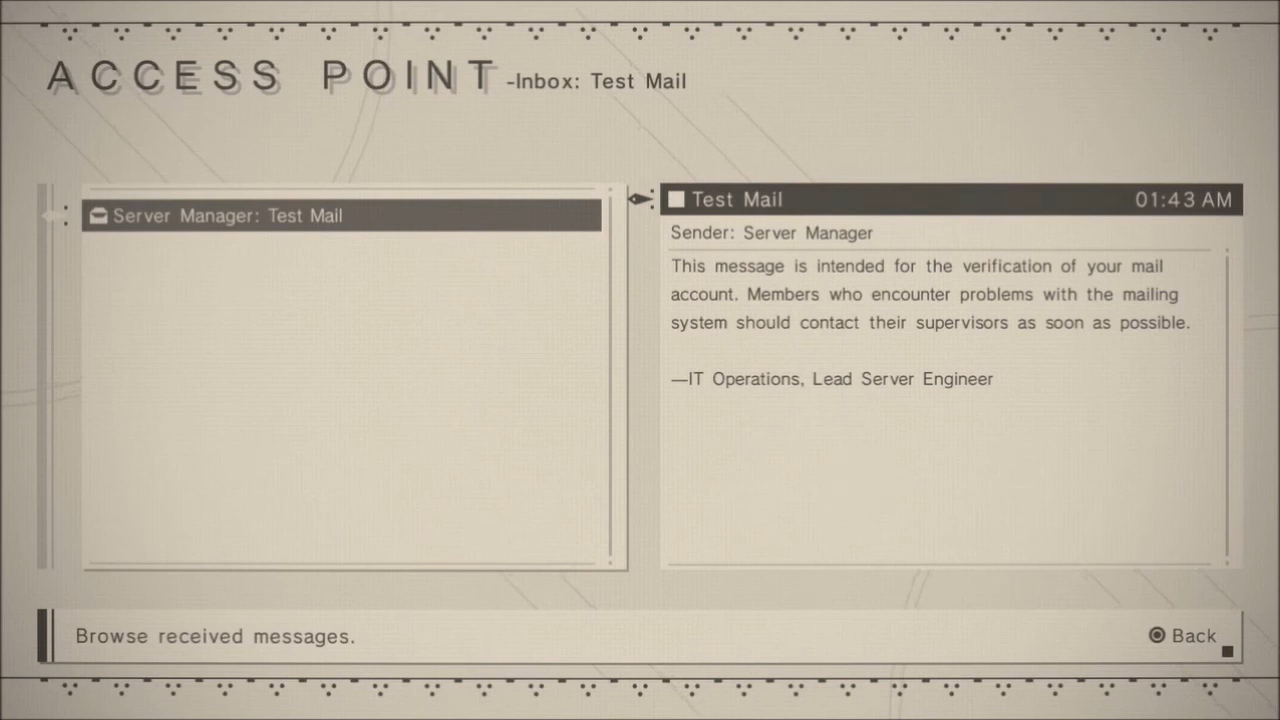 ACCESS POINT -Inbox: Test Mail
Server Manager: Test Mail
Test Mail 01:43 AM
Sender: Server Manager
This message is intended for the verification of your mail
account. Members who encounter problems with the mailing
system should contact their supervisors as soon as possible.
—IT Operations, Lead Server Engineer
Browse received messages.
Back